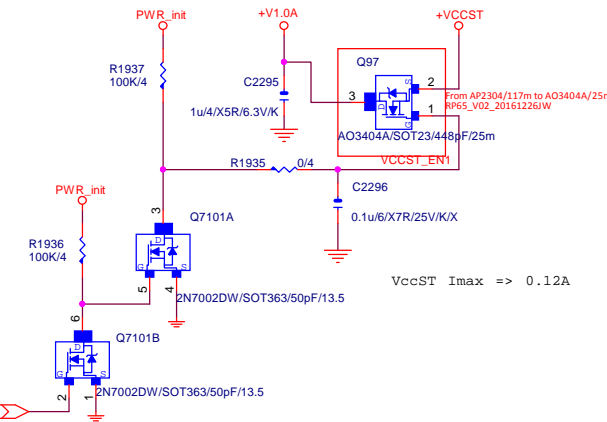 PWR_init
+V1.0A
+VCCST
R1937
100K/4
Q97
C2295
1u/4/X5R/6.3V/K
3
D
S
G
2
1
From AP2304/117m to AO3404A/25m
RP65_V02_20161226JW
AO3404A/SOT23/448pF/25m
VCCST_EN1
R1935
0/4
C2296
0.1u/6/X7R/25V/K/X
PWR_init
R1936
100K/4
3
Q7101A
D
G
S
5
4
2N7002DW/SOT363/50pF/13.5
VccST Imax => 0.12A
6
Q7101B
D
G
S
2
1
2N7002DW/SOT363/50pF/13.5